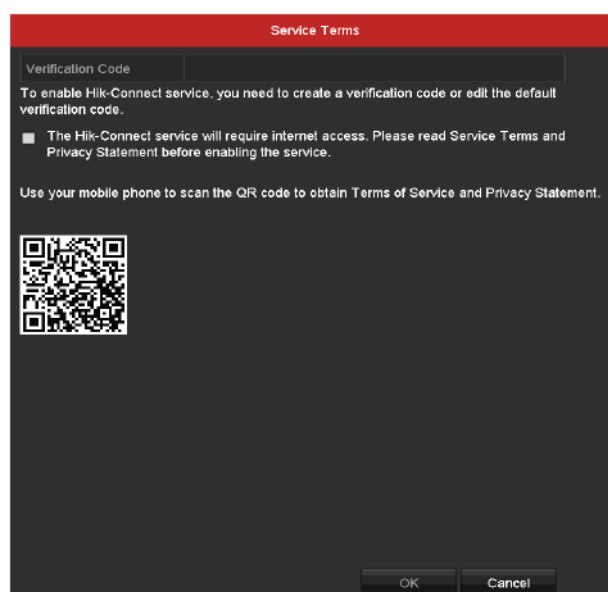 Service Terms
Verification Code
To enable Hik-Connect service, you need to create a verification code or edit the default
verification code.
The Hik-Connect service will require internet access. Please read Service Terms and
Privacy Statement before enabling the service.
Use your mobile phone to scan the QR code to obtain Terms of Service and Privacy Statement.
OK
Cancel